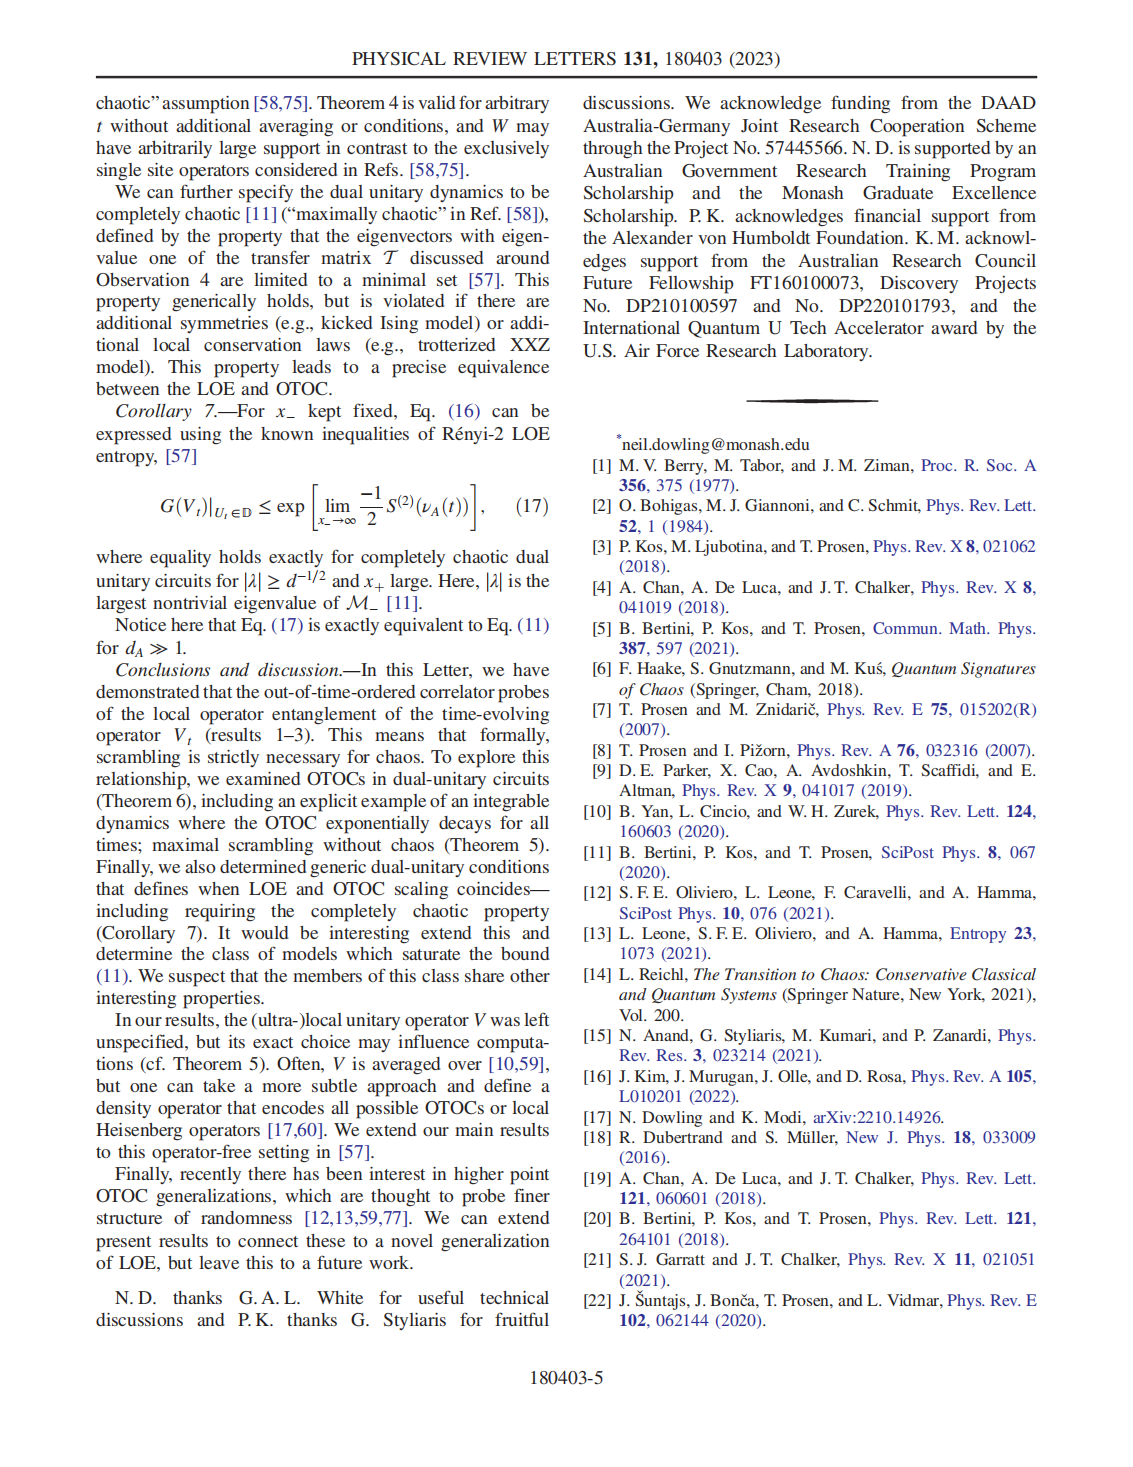 PHYSICAL REVIEW LETTERS 131, 180403 (2023)
chaotic” assumption [58,75]. Theorem 4 is valid for arbitrary
t without additional averaging or conditions, and W may
have arbitrarily large support in contrast to the exclusively
single site operators considered in Refs. [58,75].
We can further specify the dual unitary dynamics to be
completely chaotic [11] (“maximally chaotic” in Ref. [58]),
defined by the property that the eigenvectors with eigen-
value one of the transfer matrix 𝒯 discussed around
Observation 4 are limited to a minimal set [57]. This
property generically holds, but is violated if there are
additional symmetries (e.g., kicked Ising model) or addi-
tional local conservation laws (e.g., trotterized XXZ
model). This property leads to a precise equivalence
between the LOE and OTOC.
Corollary 7.—For x₋ kept fixed, Eq. (16) can be
expressed using the known inequalities of Rényi-2 LOE
entropy, [57]
G(Vₜ)|_{Uₜ∈𝔻} ≤ exp [ lim_{x₋→∞} −1/2 S⁽²⁾(ν_A(t)) ], (17)
where equality holds exactly for completely chaotic dual
unitary circuits for |λ| ≥ d^{−1/2} and x₊ large. Here, |λ| is the
largest nontrivial eigenvalue of ℳ₋ [11].
Notice here that Eq. (17) is exactly equivalent to Eq. (11)
for d_A ≫ 1.
Conclusions and discussion.—In this Letter, we have
demonstrated that the out-of-time-ordered correlator probes
of the local operator entanglement of the time-evolving
operator Vₜ (results 1–3). This means that formally,
scrambling is strictly necessary for chaos. To explore this
relationship, we examined OTOCs in dual-unitary circuits
(Theorem 6), including an explicit example of an integrable
dynamics where the OTOC exponentially decays for all
times; maximal scrambling without chaos (Theorem 5).
Finally, we also determined generic dual-unitary conditions
that defines when LOE and OTOC scaling coincides—
including requiring the completely chaotic property
(Corollary 7). It would be interesting extend this and
determine the class of models which saturate the bound
(11). We suspect that the members of this class share other
interesting properties.
In our results, the (ultra-)local unitary operator V was left
unspecified, but its exact choice may influence computa-
tions (cf. Theorem 5). Often, V is averaged over [10,59],
but one can take a more subtle approach and define a
density operator that encodes all possible OTOCs or local
Heisenberg operators [17,60]. We extend our main results
to this operator-free setting in [57].
Finally, recently there has been interest in higher point
OTOC generalizations, which are thought to probe finer
structure of randomness [12,13,59,77]. We can extend
present results to connect these to a novel generalization
of LOE, but leave this to a future work.
N. D. thanks G. A. L. White for useful technical
discussions and P. K. thanks G. Styliaris for fruitful
discussions. We acknowledge funding from the DAAD
Australia-Germany Joint Research Cooperation Scheme
through the Project No. 57445566. N. D. is supported by an
Australian Government Research Training Program
Scholarship and the Monash Graduate Excellence
Scholarship. P. K. acknowledges financial support from
the Alexander von Humboldt Foundation. K. M. acknowl-
edges support from the Australian Research Council
Future Fellowship FT160100073, Discovery Projects
No. DP210100597 and No. DP220101793, and the
International Quantum U Tech Accelerator award by the
U.S. Air Force Research Laboratory.
*neil.dowling@monash.edu
[1] M. V. Berry, M. Tabor, and J. M. Ziman, Proc. R. Soc. A
356, 375 (1977).
[2] O. Bohigas, M. J. Giannoni, and C. Schmit, Phys. Rev. Lett.
52, 1 (1984).
[3] P. Kos, M. Ljubotina, and T. Prosen, Phys. Rev. X 8, 021062
(2018).
[4] A. Chan, A. De Luca, and J. T. Chalker, Phys. Rev. X 8,
041019 (2018).
[5] B. Bertini, P. Kos, and T. Prosen, Commun. Math. Phys.
387, 597 (2021).
[6] F. Haake, S. Gnutzmann, and M. Kuś, Quantum Signatures
of Chaos (Springer, Cham, 2018).
[7] T. Prosen and M. Znidarič, Phys. Rev. E 75, 015202(R)
(2007).
[8] T. Prosen and I. Pižorn, Phys. Rev. A 76, 032316 (2007).
[9] D. E. Parker, X. Cao, A. Avdoshkin, T. Scaffidi, and E.
Altman, Phys. Rev. X 9, 041017 (2019).
[10] B. Yan, L. Cincio, and W. H. Zurek, Phys. Rev. Lett. 124,
160603 (2020).
[11] B. Bertini, P. Kos, and T. Prosen, SciPost Phys. 8, 067
(2020).
[12] S. F. E. Oliviero, L. Leone, F. Caravelli, and A. Hamma,
SciPost Phys. 10, 076 (2021).
[13] L. Leone, S. F. E. Oliviero, and A. Hamma, Entropy 23,
1073 (2021).
[14] L. Reichl, The Transition to Chaos: Conservative Classical
and Quantum Systems (Springer Nature, New York, 2021),
Vol. 200.
[15] N. Anand, G. Styliaris, M. Kumari, and P. Zanardi, Phys.
Rev. Res. 3, 023214 (2021).
[16] J. Kim, J. Murugan, J. Olle, and D. Rosa, Phys. Rev. A 105,
L010201 (2022).
[17] N. Dowling and K. Modi, arXiv:2210.14926.
[18] R. Dubertrand and S. Müller, New J. Phys. 18, 033009
(2016).
[19] A. Chan, A. De Luca, and J. T. Chalker, Phys. Rev. Lett.
121, 060601 (2018).
[20] B. Bertini, P. Kos, and T. Prosen, Phys. Rev. Lett. 121,
264101 (2018).
[21] S. J. Garratt and J. T. Chalker, Phys. Rev. X 11, 021051
(2021).
[22] J. Šuntajs, J. Bonča, T. Prosen, and L. Vidmar, Phys. Rev. E
102, 062144 (2020).
180403-5